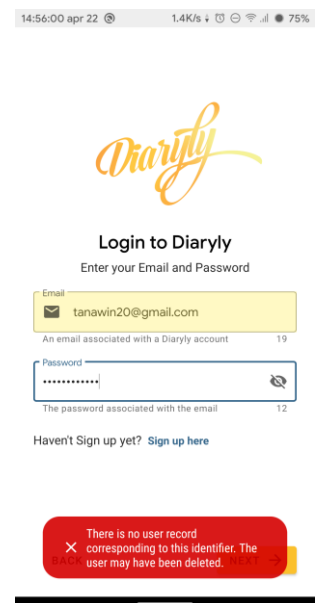 14:56:00 apr 22 1.4K/s 75%
Diaryly
Login to Diaryly
Enter your Email and Password
Email
tanawin20@gmail.com
An email associated with a Diaryly account 19
Password
••••••••••••
The password associated with the email 12
Haven't Sign up yet? Sign up here
There is no user record
corresponding to this identifier. The
user may have been deleted.
BACK NEXT